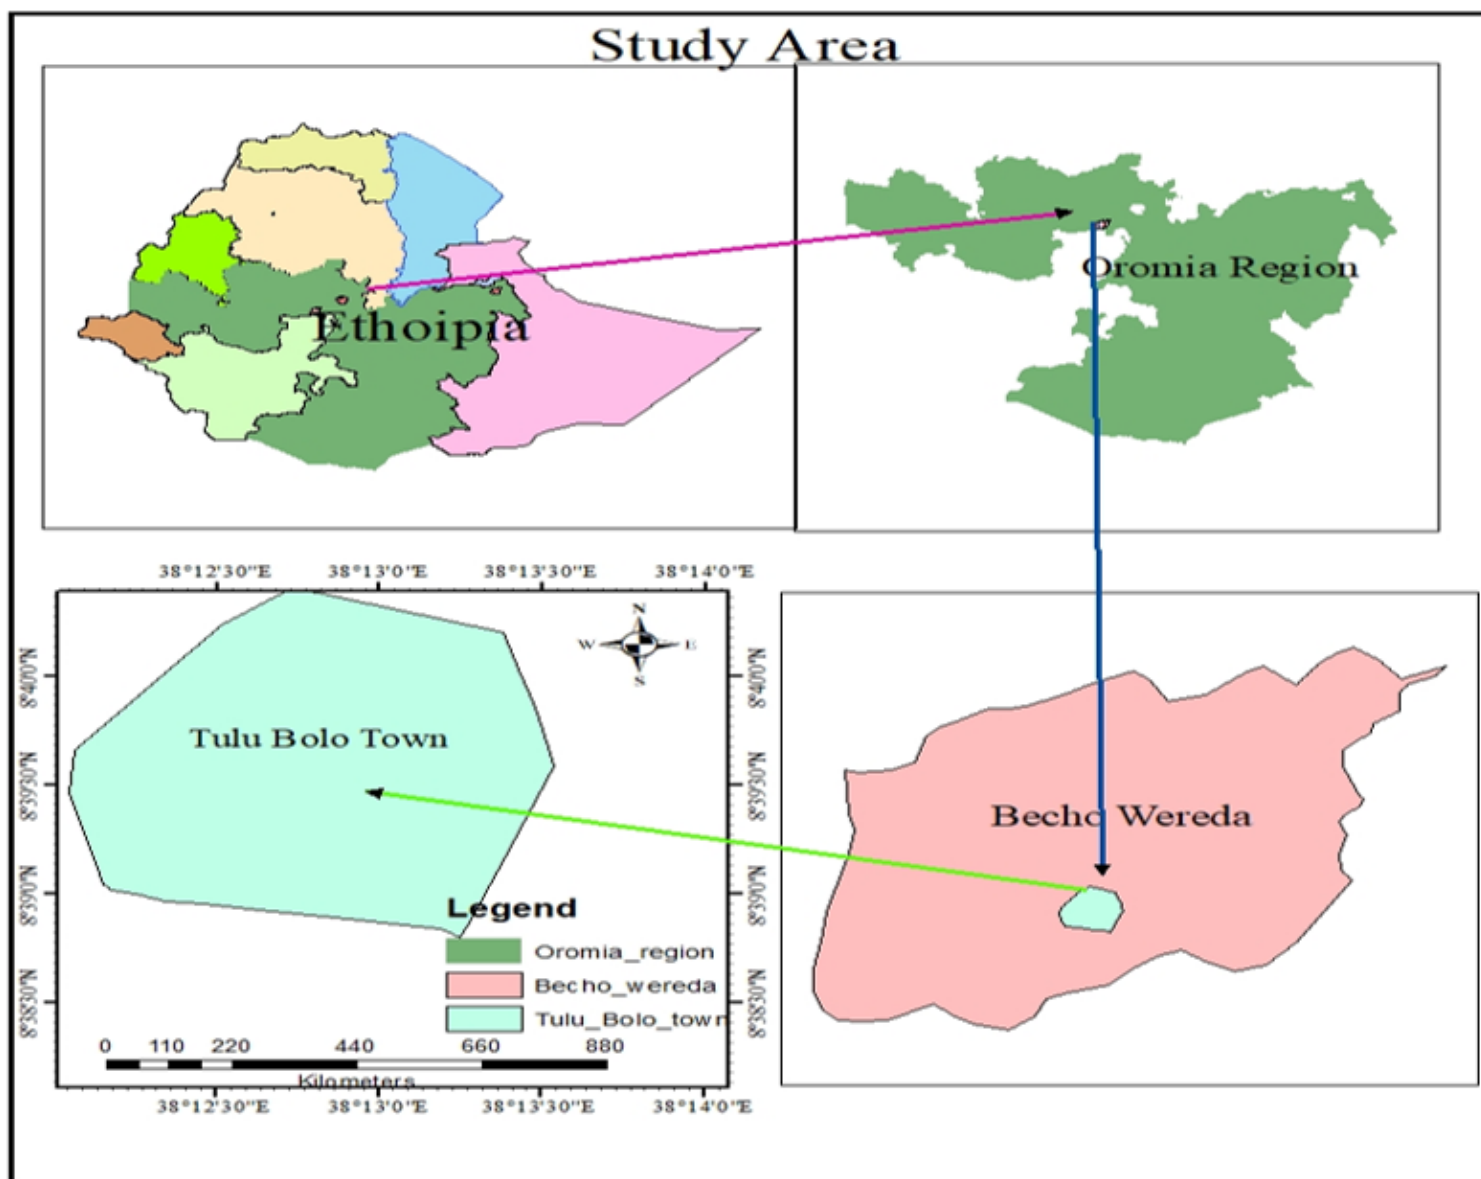 Study Area
Ethoipia
Oromia Region
38°12'30"E 38°13'0"E 38°13'30"E 38°14'0"E
N
W E
S
8°40'0"N
8°40'0"N
Tulu Bolo Town
8°39'30"N
8°39'30"N
Becho Wereda
8°39'0"N
8°39'0"N
Legend
Oromia_region
Becho_wereda
Tulu_Bolo_town
8°38'30"N
8°38'30"N
0 110 220 440 660 880
Kilometers
38°12'30"E 38°13'0"E 38°13'30"E 38°14'0"E